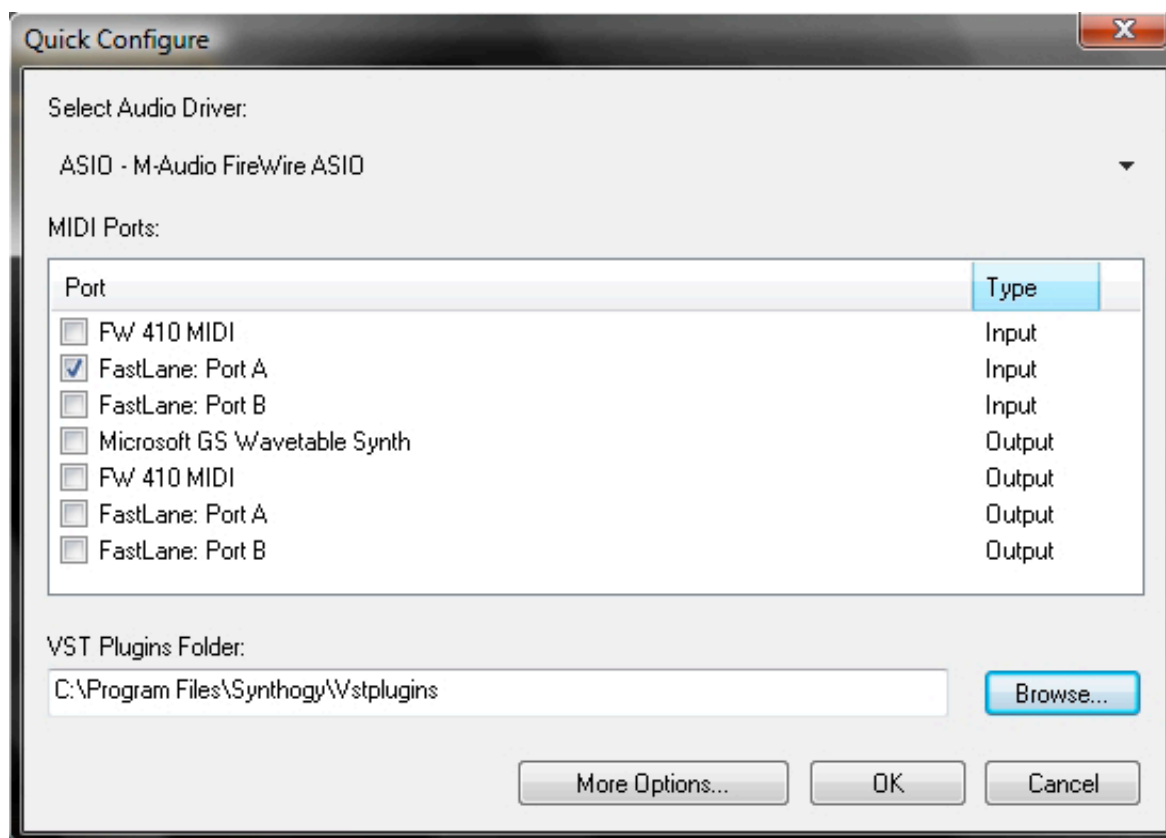 Quick Configure
Select Audio Driver:
ASIO - M-Audio FireWire ASIO
MIDI Ports:
Port Type
FW 410 MIDI Input
FastLane: Port A Input
FastLane: Port B Input
Microsoft GS Wavetable Synth Output
FW 410 MIDI Output
FastLane: Port A Output
FastLane: Port B Output
VST Plugins Folder:
C:\Program Files\Synthogy\Vstplugins Browse...
More Options... OK Cancel